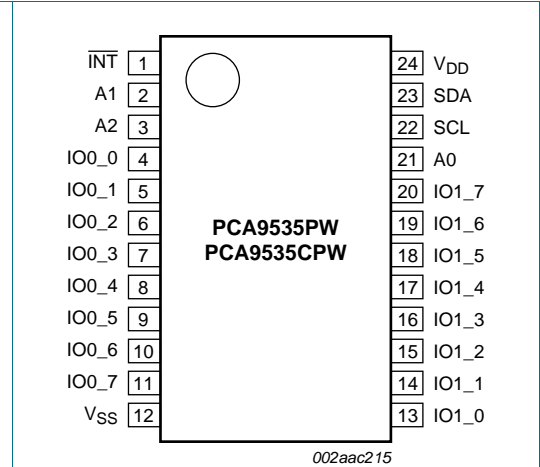 INT 1
A1 2
A2 3
IO0_0 4
IO0_1 5
IO0_2 6
IO0_3 7
IO0_4 8
IO0_5 9
IO0_6 10
IO0_7 11
VSS 12
PCA9535PW
PCA9535CPW
24 VDD
23 SDA
22 SCL
21 A0
20 IO1_7
19 IO1_6
18 IO1_5
17 IO1_4
16 IO1_3
15 IO1_2
14 IO1_1
13 IO1_0
002aac215